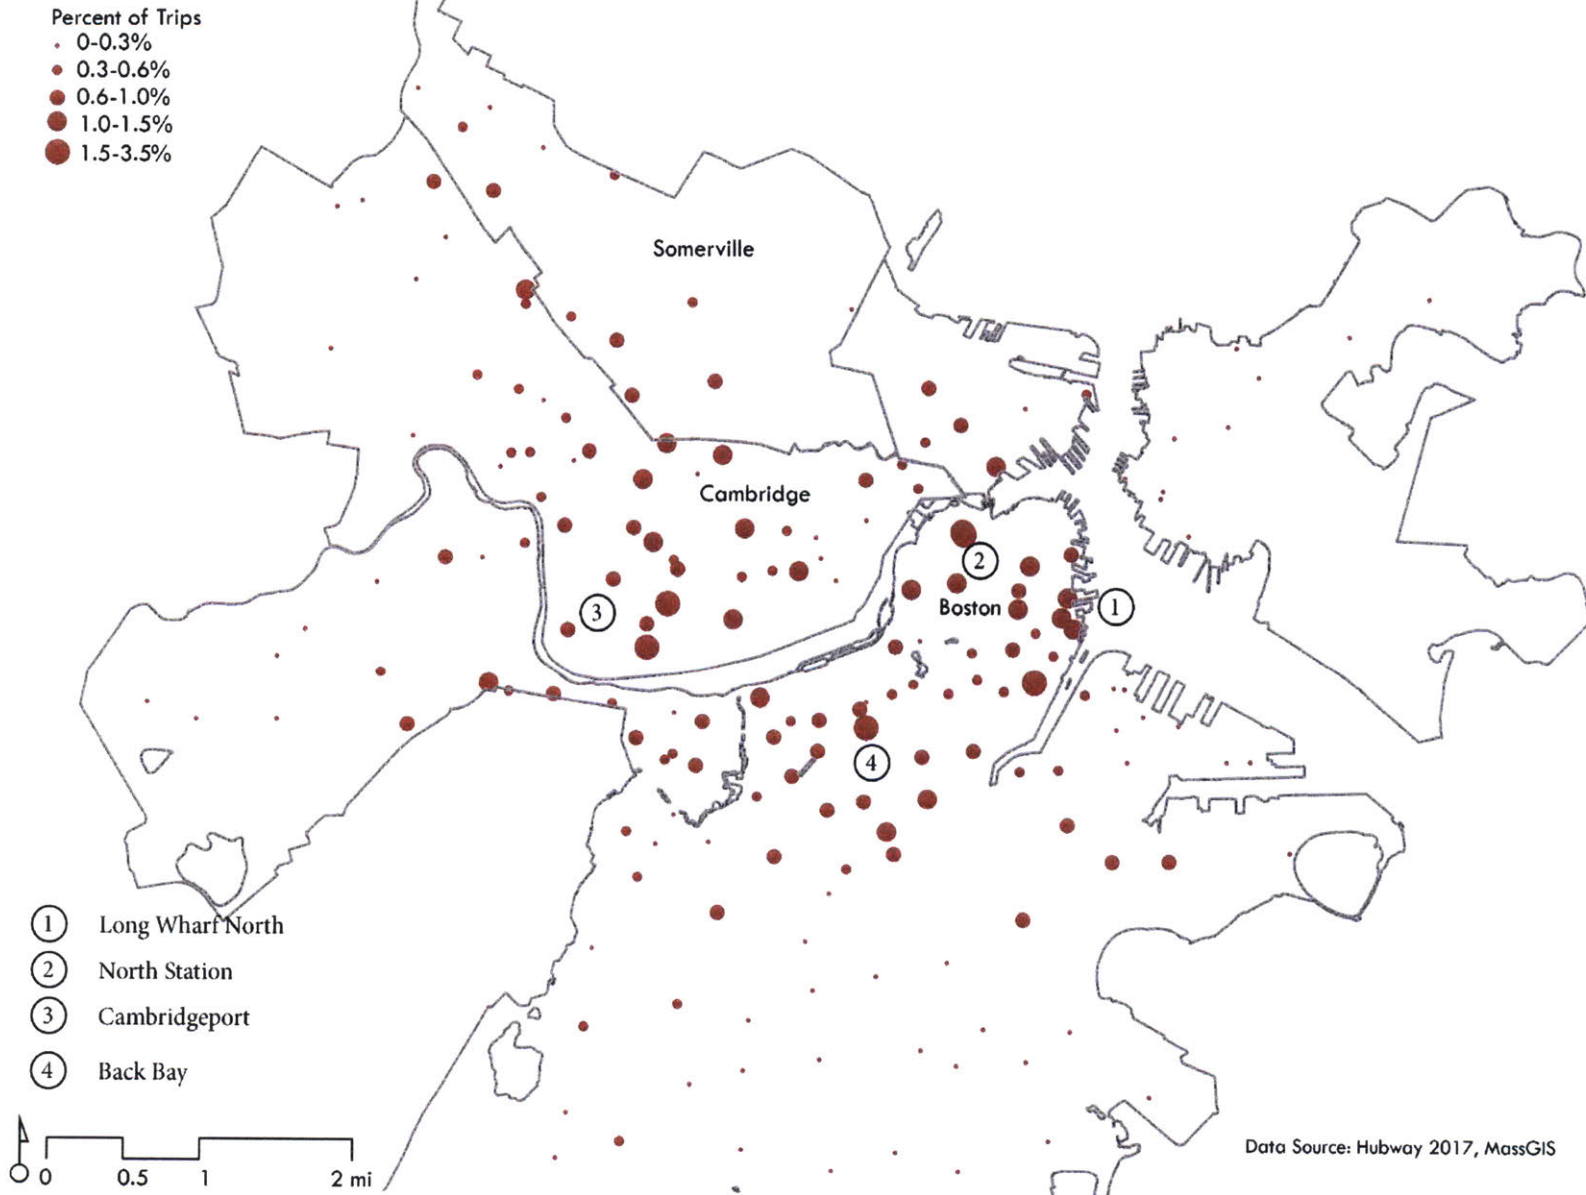 Percent of Trips
0-0.3%
0.3-0.6%
0.6-1.0%
1.0-1.5%
1.5-3.5%
Somerville
Cambridge
2
Boston
1
3
4
1 Long Wharf North
2 North Station
3 Cambridgeport
4 Back Bay
0 0.5 1 2 mi
Data Source: Hubway 2017, MassGIS